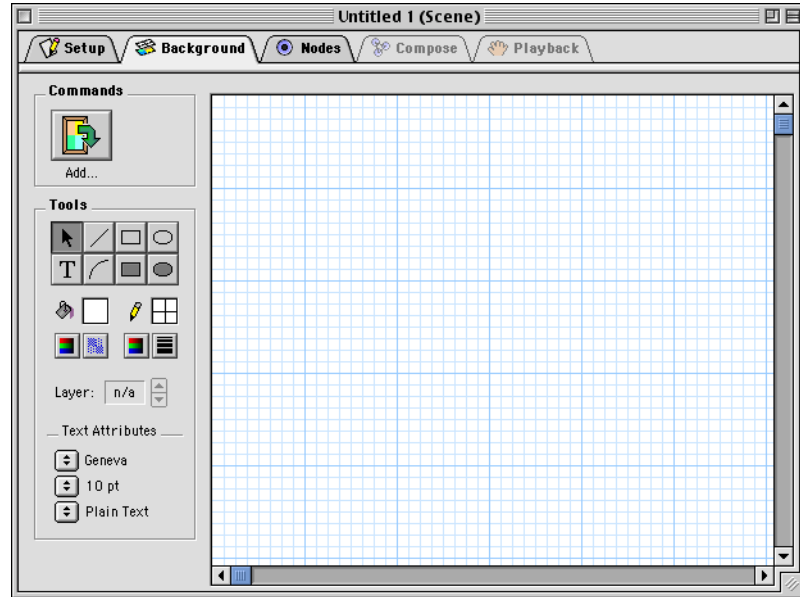 Untitled 1 (Scene)
Setup Background Nodes Compose Playback
Commands
Add...
Tools
T
Layer: n/a
Text Attributes
Geneva
10 pt
Plain Text